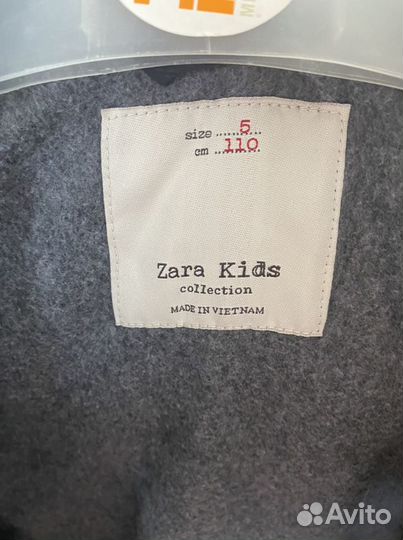 size 5
cm 110
Zara Kids
collection
MADE IN VIETNAM
Avito